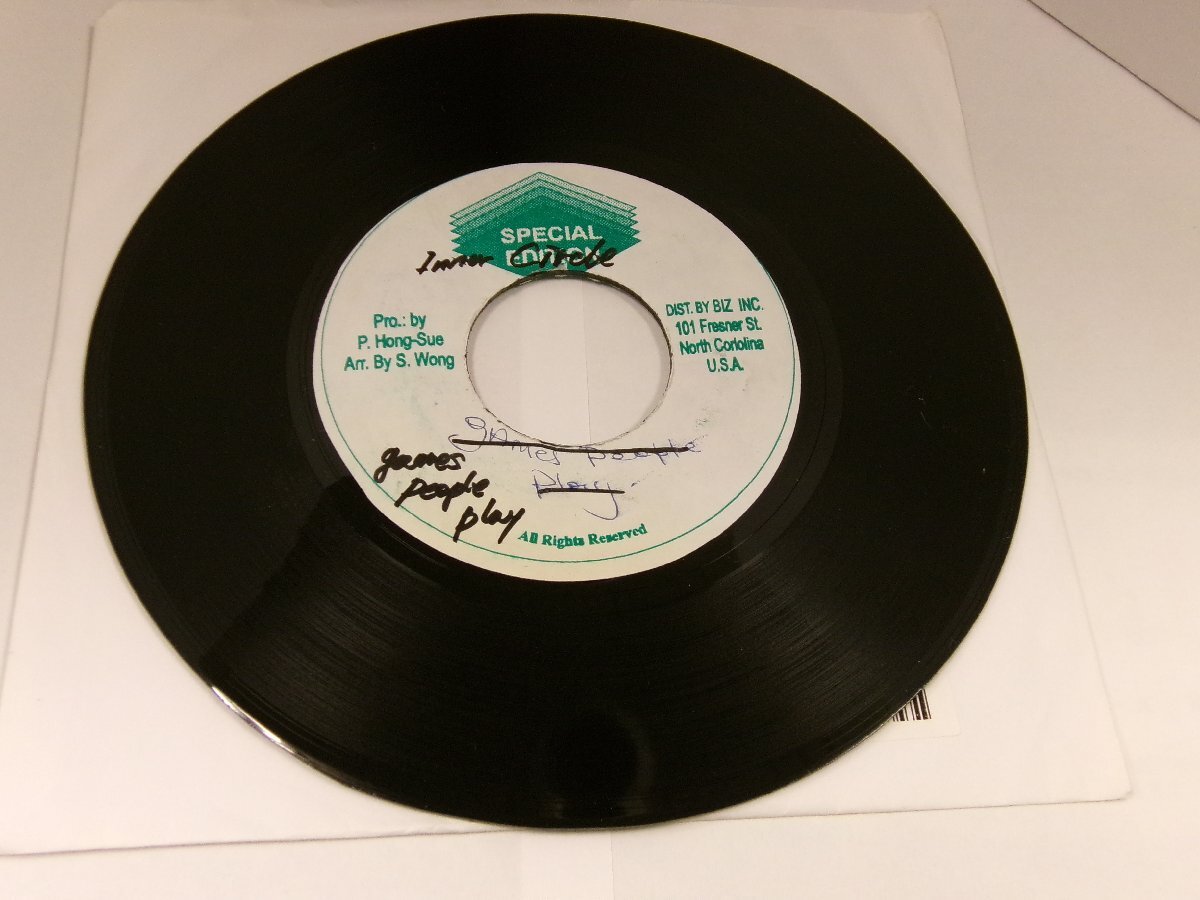 SPECIAL
EDITION
Inner Circle
Pro.: by
P. Hong-Sue
Arr. By S. Wong
DIST. BY BIZ INC.
101 Fresner St.
North Corlolina
U.S.A.
games people
play
games
people
play
All Rights Reserved